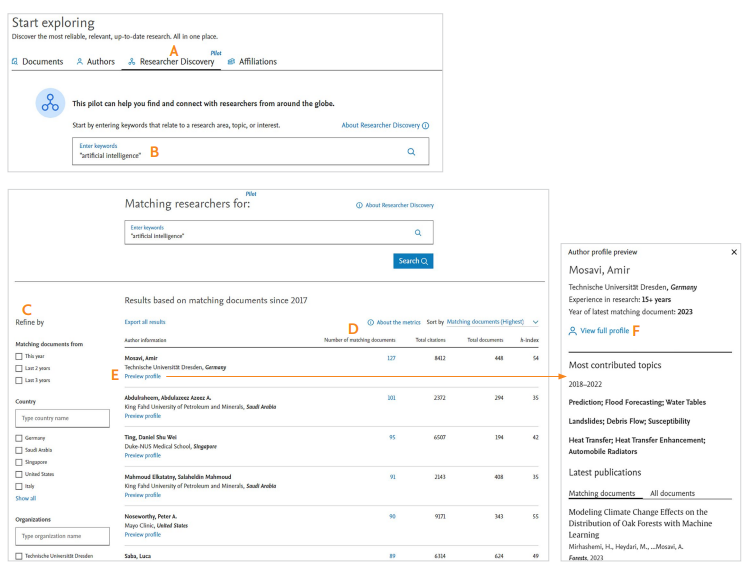 Start exploring
Discover the most reliable, relevant, up-to-date research. All in one place.
A
Pilot
Documents Authors Researcher Discovery Affiliations
This pilot can help you find and connect with researchers from around the globe.
Start by entering keywords that relate to a research area, topic, or interest. About Researcher Discovery
Enter keywords
"artificial intelligence" B
Pilot
Matching researchers for: About Researcher Discovery
Enter keywords
"artificial intelligence"
Search
C
Refine by
Matching documents from
This year
Last 2 years
Last 3 years
Country
Type country name
Germany
Saudi Arabia
Singapore
United States
Italy
Show all
Organizations
Type organization name
Technische Universität Dresden
Results based on matching documents since 2017
D
Export all results About the metrics Sort by Matching documents (Highest)
Author information Number of matching documents Total citations Total documents h-index
Mosavi, Amir 127 8412 448 54
Technische Universität Dresden, Germany
E Preview profile
Abdulraheem, Abdulazeez Azeez A. 101 2372 294 35
King Fahd University of Petroleum and Minerals, Saudi Arabia
Preview profile
Ting, Daniel Shu Wei 95 6507 194 42
Duke-NUS Medical School, Singapore
Preview profile
Mahmoud Elkatatny, Salaheldin Mahmoud 91 2143 408 35
King Fahd University of Petroleum and Minerals, Saudi Arabia
Preview profile
Noseworthy, Peter A. 90 9171 343 55
Mayo Clinic, United States
Preview profile
Saba, Luca 89 6314 624 49
Author profile preview X
Mosavi, Amir
Technische Universität Dresden, Germany
Experience in research: 15+ years
Year of latest matching document: 2023
View full profile F
Most contributed topics
2018–2022
Prediction; Flood Forecasting; Water Tables
Landslides; Debris Flow; Susceptibility
Heat Transfer; Heat Transfer Enhancement;
Automobile Radiators
Latest publications
Matching documents All documents
Modeling Climate Change Effects on the
Distribution of Oak Forests with Machine
Learning
Mirhashemi, H., Heydari, M., ...Mosavi, A.
Forests, 2023